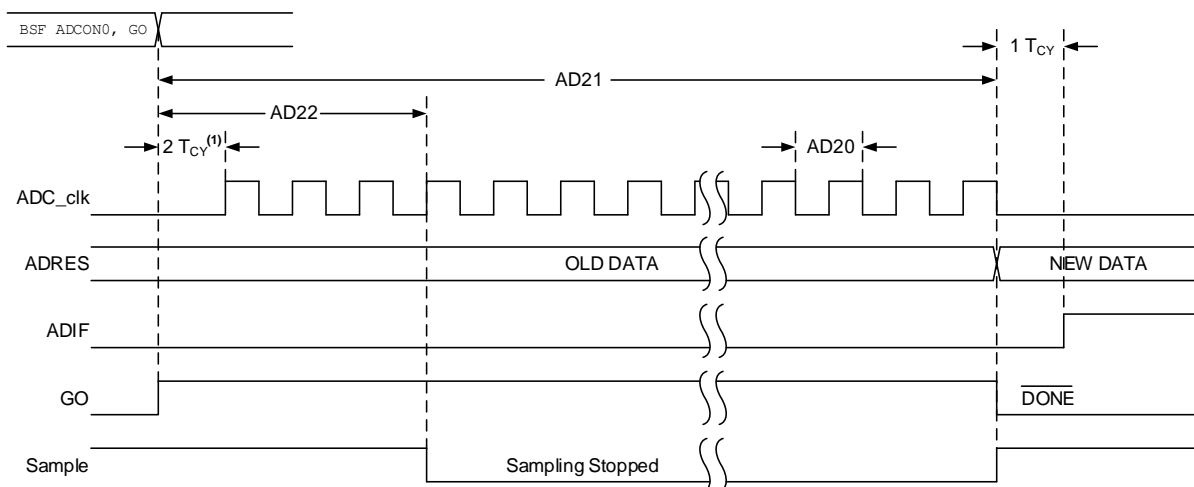 BSF ADCON0, GO
1 TCY
AD21
AD22
2 TCY(1)
AD20
ADC_clk
ADRES
OLD DATA
NEW DATA
ADIF
GO
DONE
Sample
Sampling Stopped